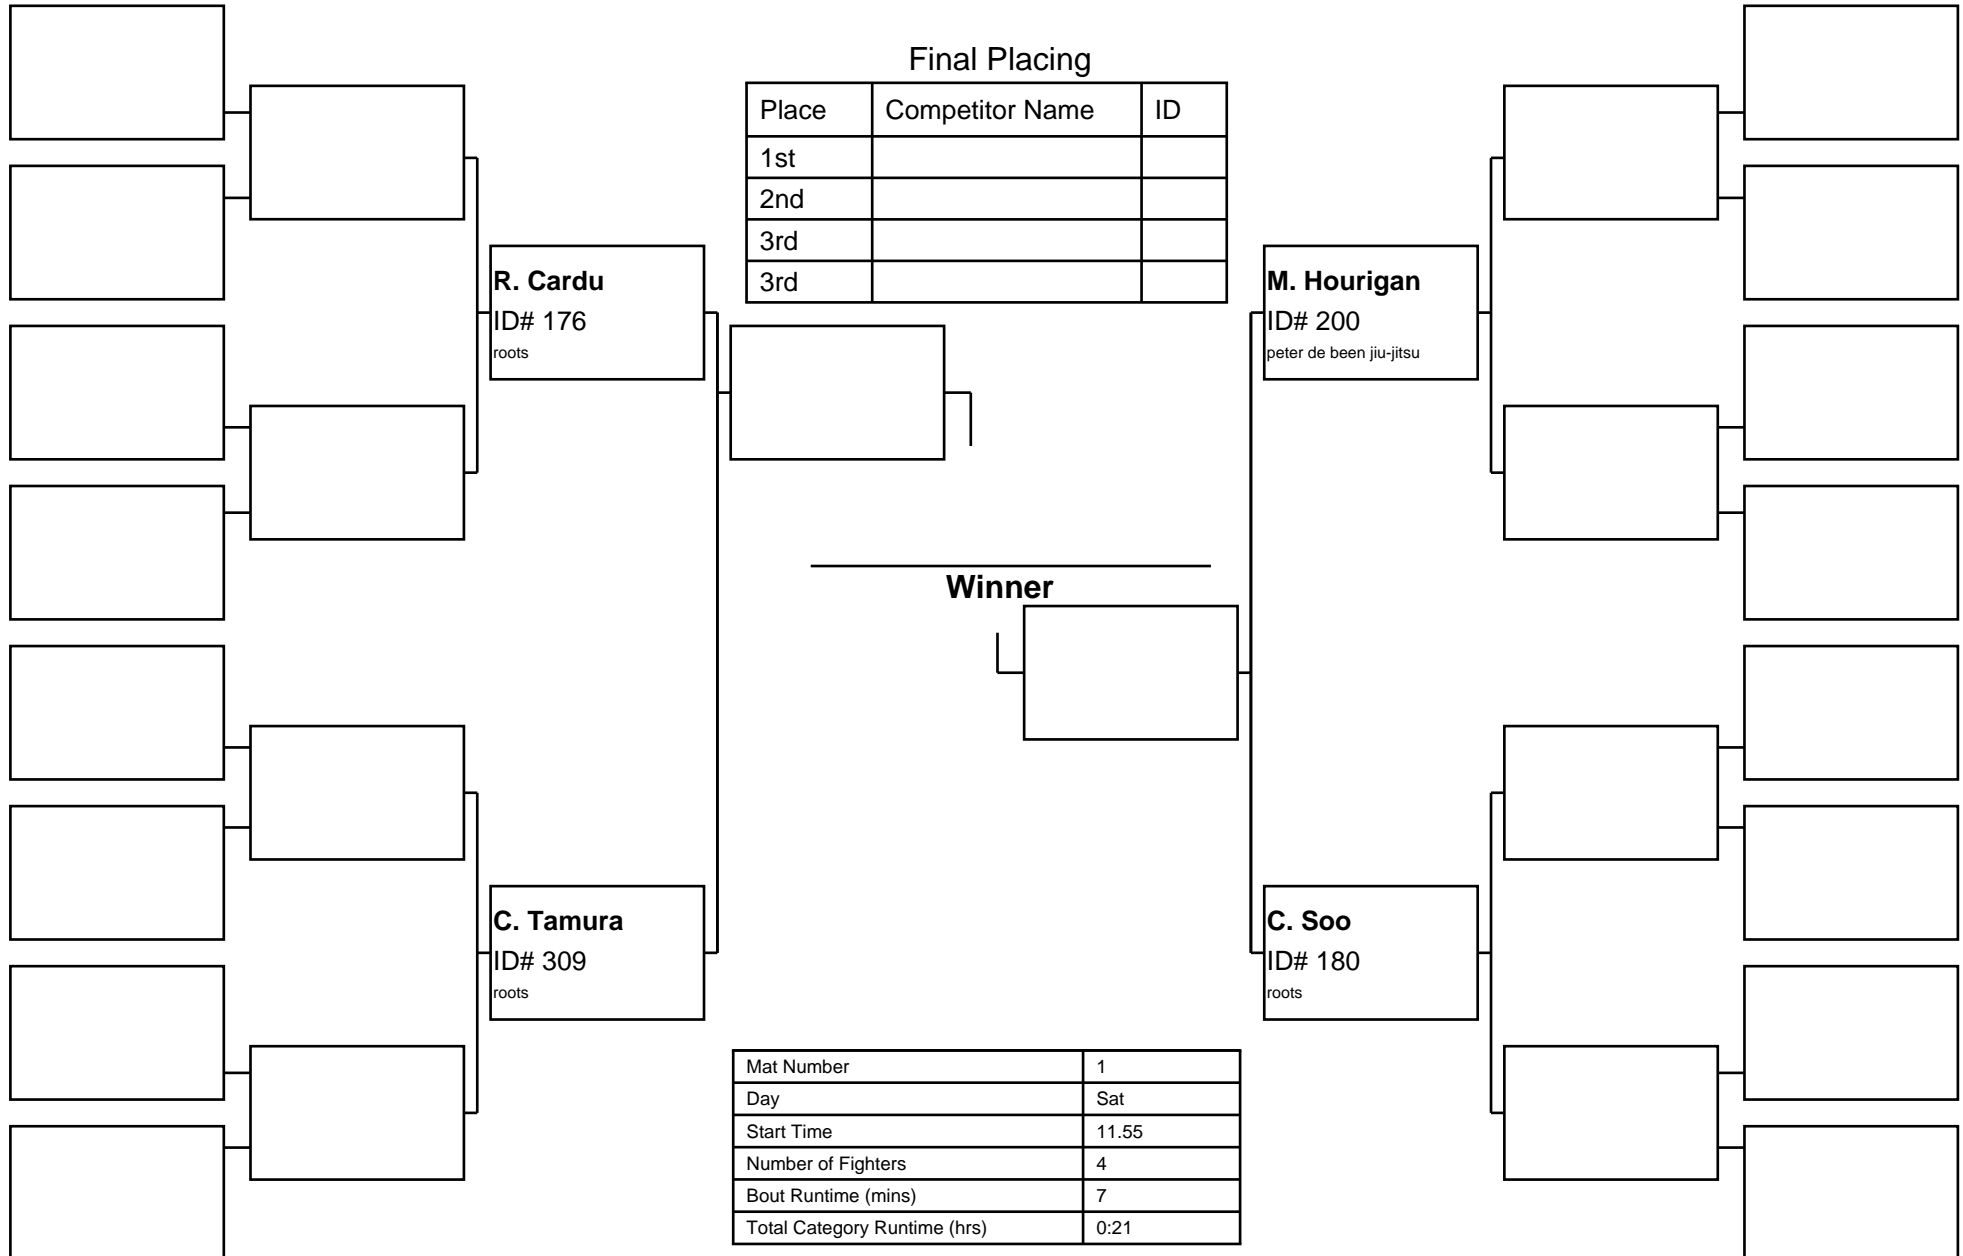 Final Placing
Place Competitor Name ID
1st
2nd
3rd
3rd
R. Cardu
ID# 176
roots
M. Hourigan
ID# 200
peter de been jiu-jitsu
Winner
C. Tamura
ID# 309
roots
C. Soo
ID# 180
roots
Mat Number 1
Day Sat
Start Time 11.55
Number of Fighters 4
Bout Runtime (mins) 7
Total Category Runtime (hrs) 0:21